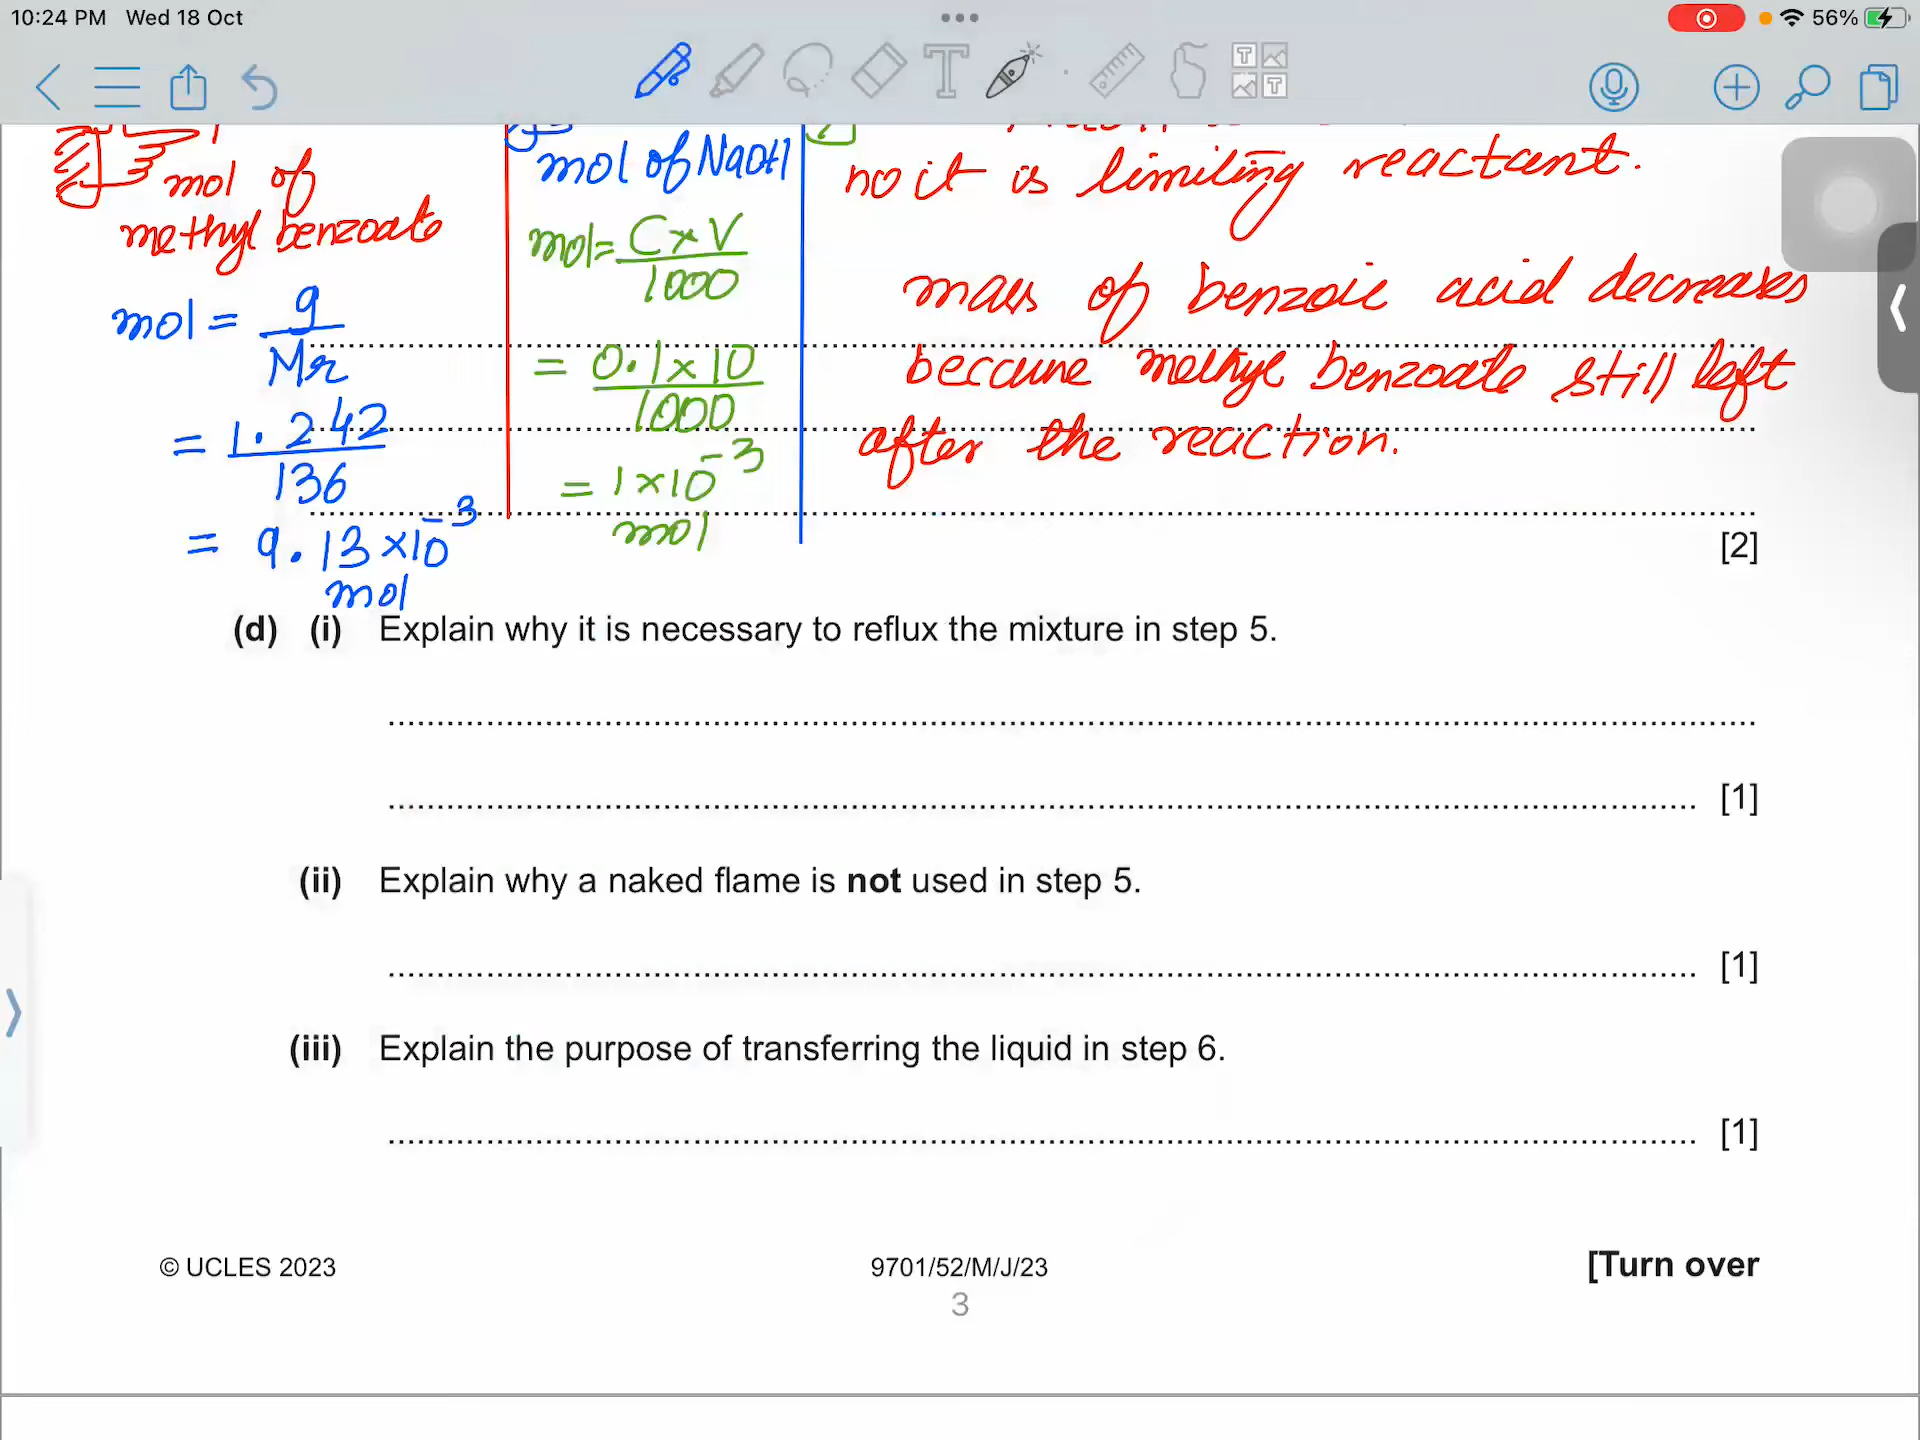 10:24 PM Wed 18 Oct
56%
mol of
methyl benzoate
mol = g
Mr
= 1.242
136
= 9.13 ×10⁻³
mol
mol of NaOH
mol = C×V
1000
= 0.1×10
1000
= 1×10⁻³
mol
no it is limiting reactant.
mass of benzoic acid decreases
because methyl benzoate still left
after the reaction.
[2]
(d) (i) Explain why it is necessary to reflux the mixture in step 5.
[1]
(ii) Explain why a naked flame is not used in step 5.
[1]
(iii) Explain the purpose of transferring the liquid in step 6.
[1]
© UCLES 2023 9701/52/M/J/23 [Turn over
3